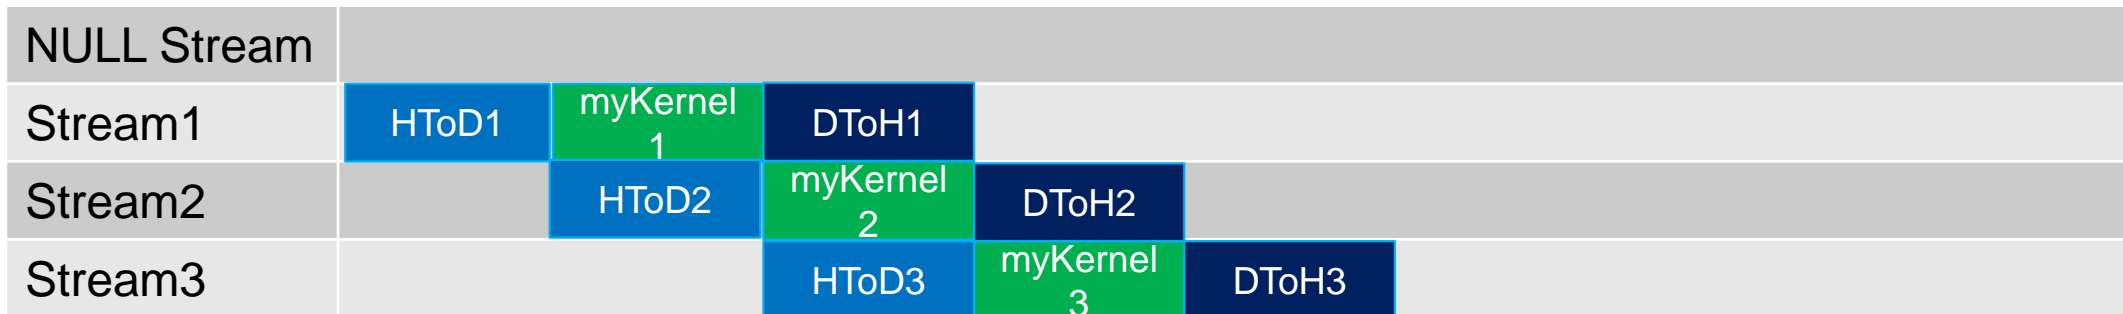 NULL Stream
Stream1
HToD1
myKernel
1
DToH1
Stream2
HToD2
myKernel
2
DToH2
Stream3
HToD3
myKernel
3
DToH3